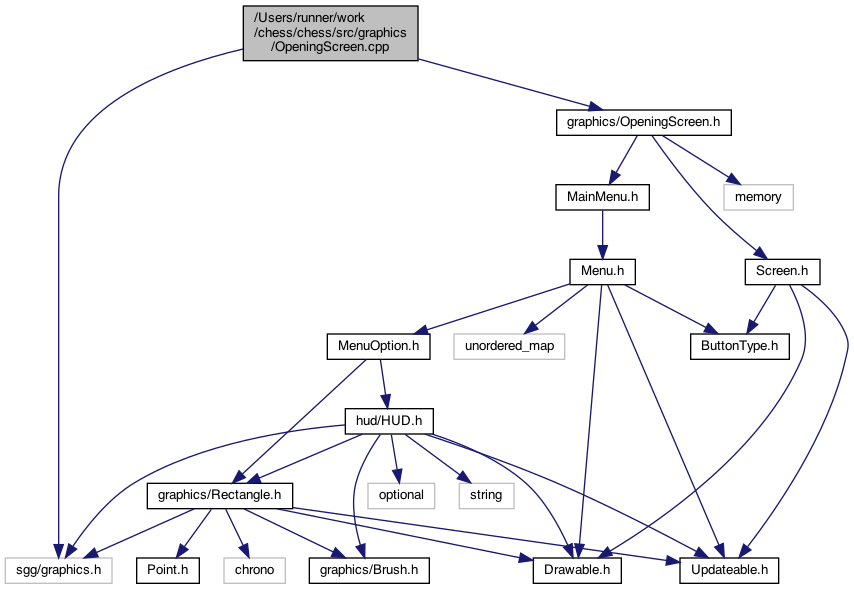 /Users/runner/work
/chess/chess/src/graphics
/OpeningScreen.cpp
graphics/OpeningScreen.h
MainMenu.h
memory
Menu.h
Screen.h
MenuOption.h
unordered_map
ButtonType.h
hud/HUD.h
graphics/Rectangle.h
optional
string
sgg/graphics.h
Point.h
chrono
graphics/Brush.h
Drawable.h
Updateable.h